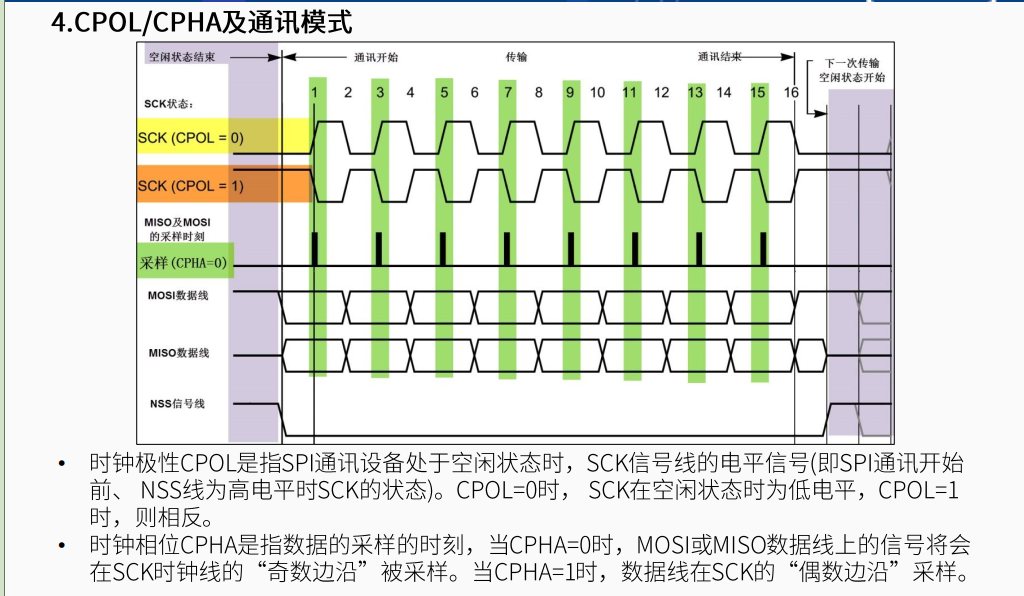 4.CPOL/CPHA及通讯模式
空闲状态结束 通讯开始 传输 通讯结束
下一次传输
空闲状态开始
1 2 3 4 5 6 7 8 9 10 11 12 13 14 15 16
SCK状态：
SCK (CPOL = 0)
SCK (CPOL = 1)
MISO及MOSI
的采样时刻
采样(CPHA=0)
MOSI数据线
MISO数据线
NSS信号线
• 时钟极性CPOL是指SPI通讯设备处于空闲状态时，SCK信号线的电平信号(即SPI通讯开始
前、 NSS线为高电平时SCK的状态)。CPOL=0时， SCK在空闲状态时为低电平，CPOL=1
时，则相反。
• 时钟相位CPHA是指数据的采样的时刻，当CPHA=0时，MOSI或MISO数据线上的信号将会
在SCK时钟线的“奇数边沿”被采样。当CPHA=1时，数据线在SCK的“偶数边沿”采样。